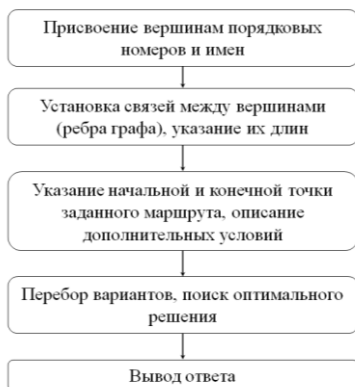 Присвоение вершинам порядковых
номеров и имен
Установка связей между вершинами
(ребра графа), указание их длин
Указание начальной и конечной точки
заданного маршрута, описание
дополнительных условий
Перебор вариантов, поиск оптимального
решения
Вывод ответа